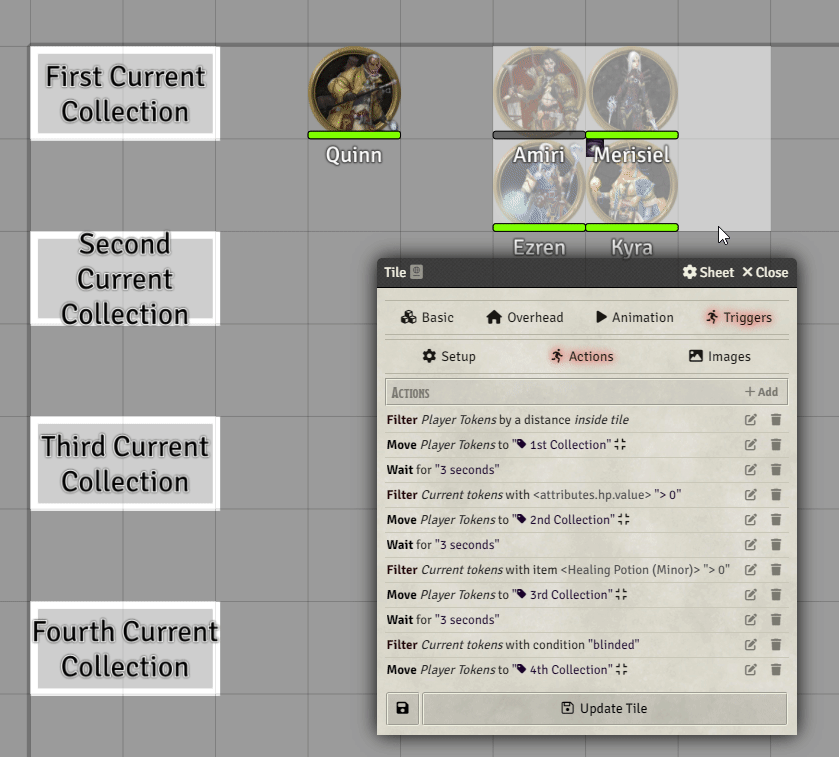 First Current
Collection
Quinn
Amiri
Merisiel
Ezren
Kyra
Second
Current
Collection
Third Current
Collection
Fourth Current
Collection
Tile
Sheet
Close
Basic
Overhead
Animation
Triggers
Setup
Actions
Images
Actions
+ Add
Filter Player Tokens by a distance inside tile
Move Player Tokens to " 1st Collection"
Wait for "3 seconds"
Filter Current tokens with <attributes.hp.value> "> 0"
Move Player Tokens to " 2nd Collection"
Wait for "3 seconds"
Filter Current tokens with item <Healing Potion (Minor)> "> 0"
Move Player Tokens to " 3rd Collection"
Wait for "3 seconds"
Filter Current tokens with condition "blinded"
Move Player Tokens to " 4th Collection"
Update Tile